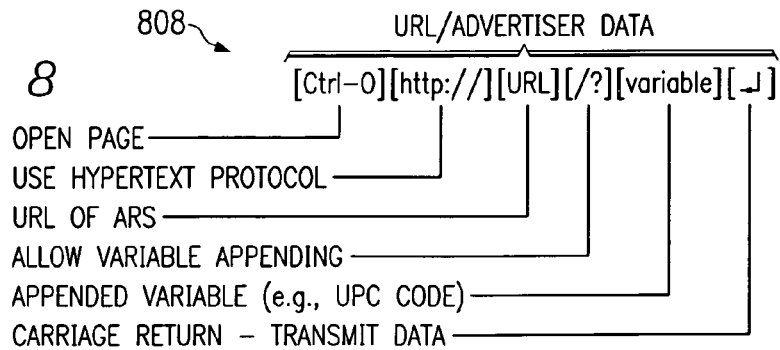 808 URL/ADVERTISER DATA
8 [Ctrl-O][http://][URL][/?][variable][↵]
OPEN PAGE
USE HYPERTEXT PROTOCOL
URL OF ARS
ALLOW VARIABLE APPENDING
APPENDED VARIABLE (e.g., UPC CODE)
CARRIAGE RETURN - TRANSMIT DATA